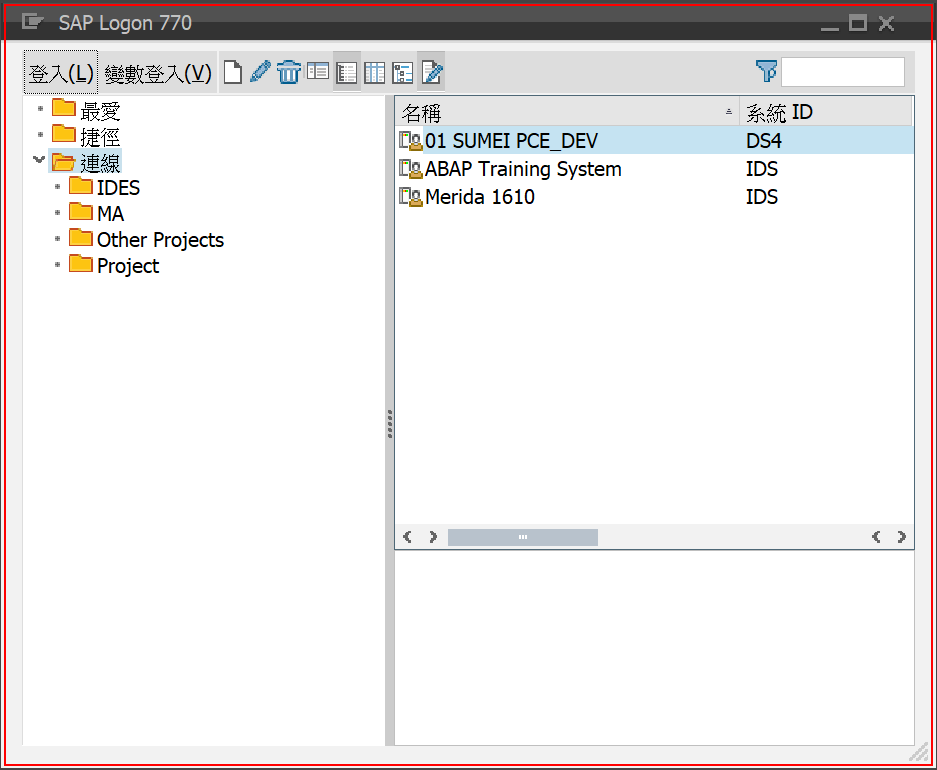 SAP Logon 770
登入(L) 變數登入(V)
最愛
捷徑
連線
IDES
MA
Other Projects
Project
名稱 系統 ID
01 SUMEI PCE_DEV DS4
ABAP Training System IDS
Merida 1610 IDS